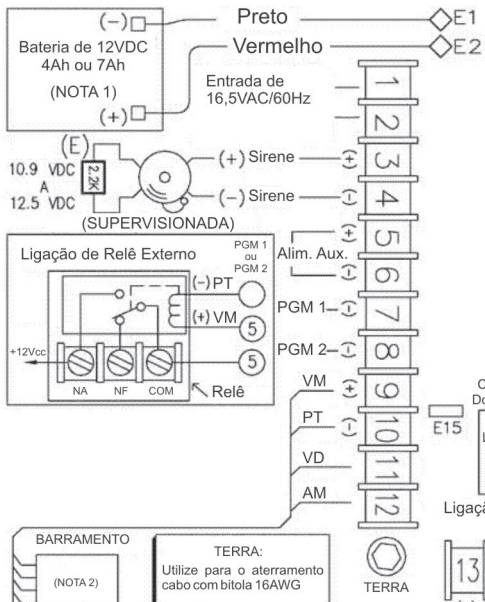 (-)
Preto
E1
Bateria de 12VDC
4Ah ou 7Ah
Vermelho
E2
(NOTA 1)
(+)
Entrada de
16,5VAC/60Hz
1
2
(E)
10.9 VDC
A
12.5 VDC
2.2K
(+) Sirene
(+)
3
(-) Sirene
(-)
4
(SUPERVISIONADA)
Ligação de Relê Externo
PGM 1
ou
PGM 2
(-) PT
(+) VM
5
+12Vcc
5
NA
NF
COM
Relê
Alim. Aux.
(+)
5
(-)
6
PGM 1
(-)
7
PGM 2
(-)
8
VM
(+)
9
PT
(-)
10
VD
11
AM
12
E15
Ligaçã
BARRAMENTO
(NOTA 2)
TERRA:
Utilize para o aterramento
cabo com bitola 16AWG
TERRA
13